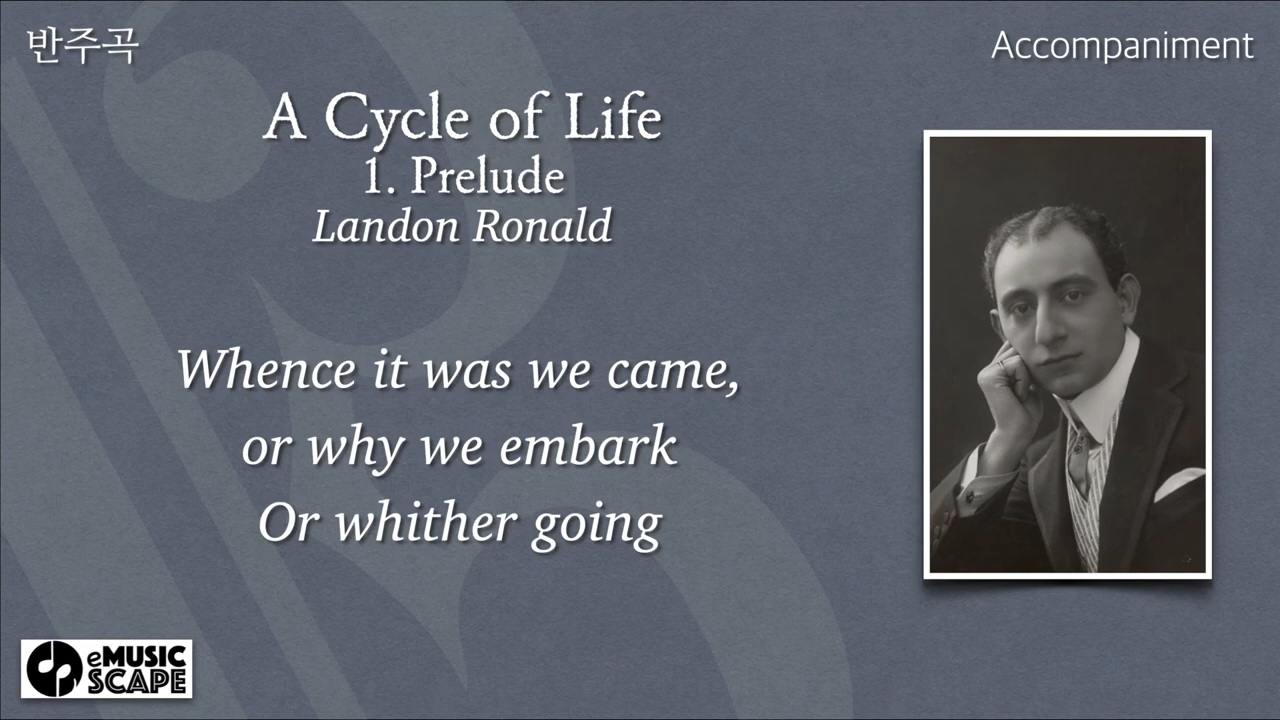 반주곡
Accompaniment
A Cycle of Life
1. Prelude
Landon Ronald
Whence it was we came,
or why we embark
Or whither going
eMUSIC
SCAPE